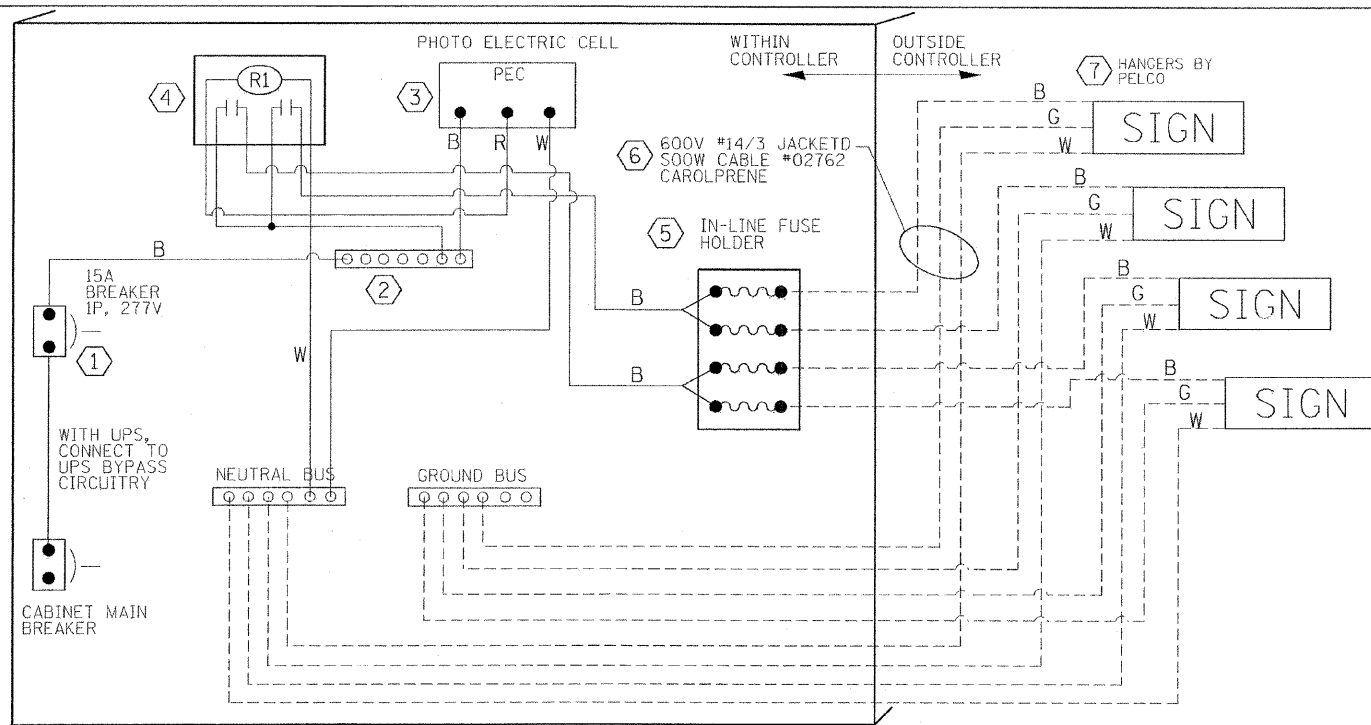 PHOTO ELECTRIC CELL
WITHIN
CONTROLLER
OUTSIDE
CONTROLLER
R1
4
3
PEC
B
R
W
7
HANGERS BY
PELCO
B
G
W
SIGN
6
600V #14/3 JACKETD
SOOW CABLE #02762
CAROLPRENE
B
G
W
SIGN
5
IN-LINE FUSE
HOLDER
B
15A
BREAKER
1P, 277V
2
1
W
B
B
B
G
W
SIGN
B
G
W
SIGN
WITH UPS,
CONNECT TO
UPS BYPASS
CIRCUITRY
NEUTRAL BUS
GROUND BUS
CABINET MAIN
BREAKER